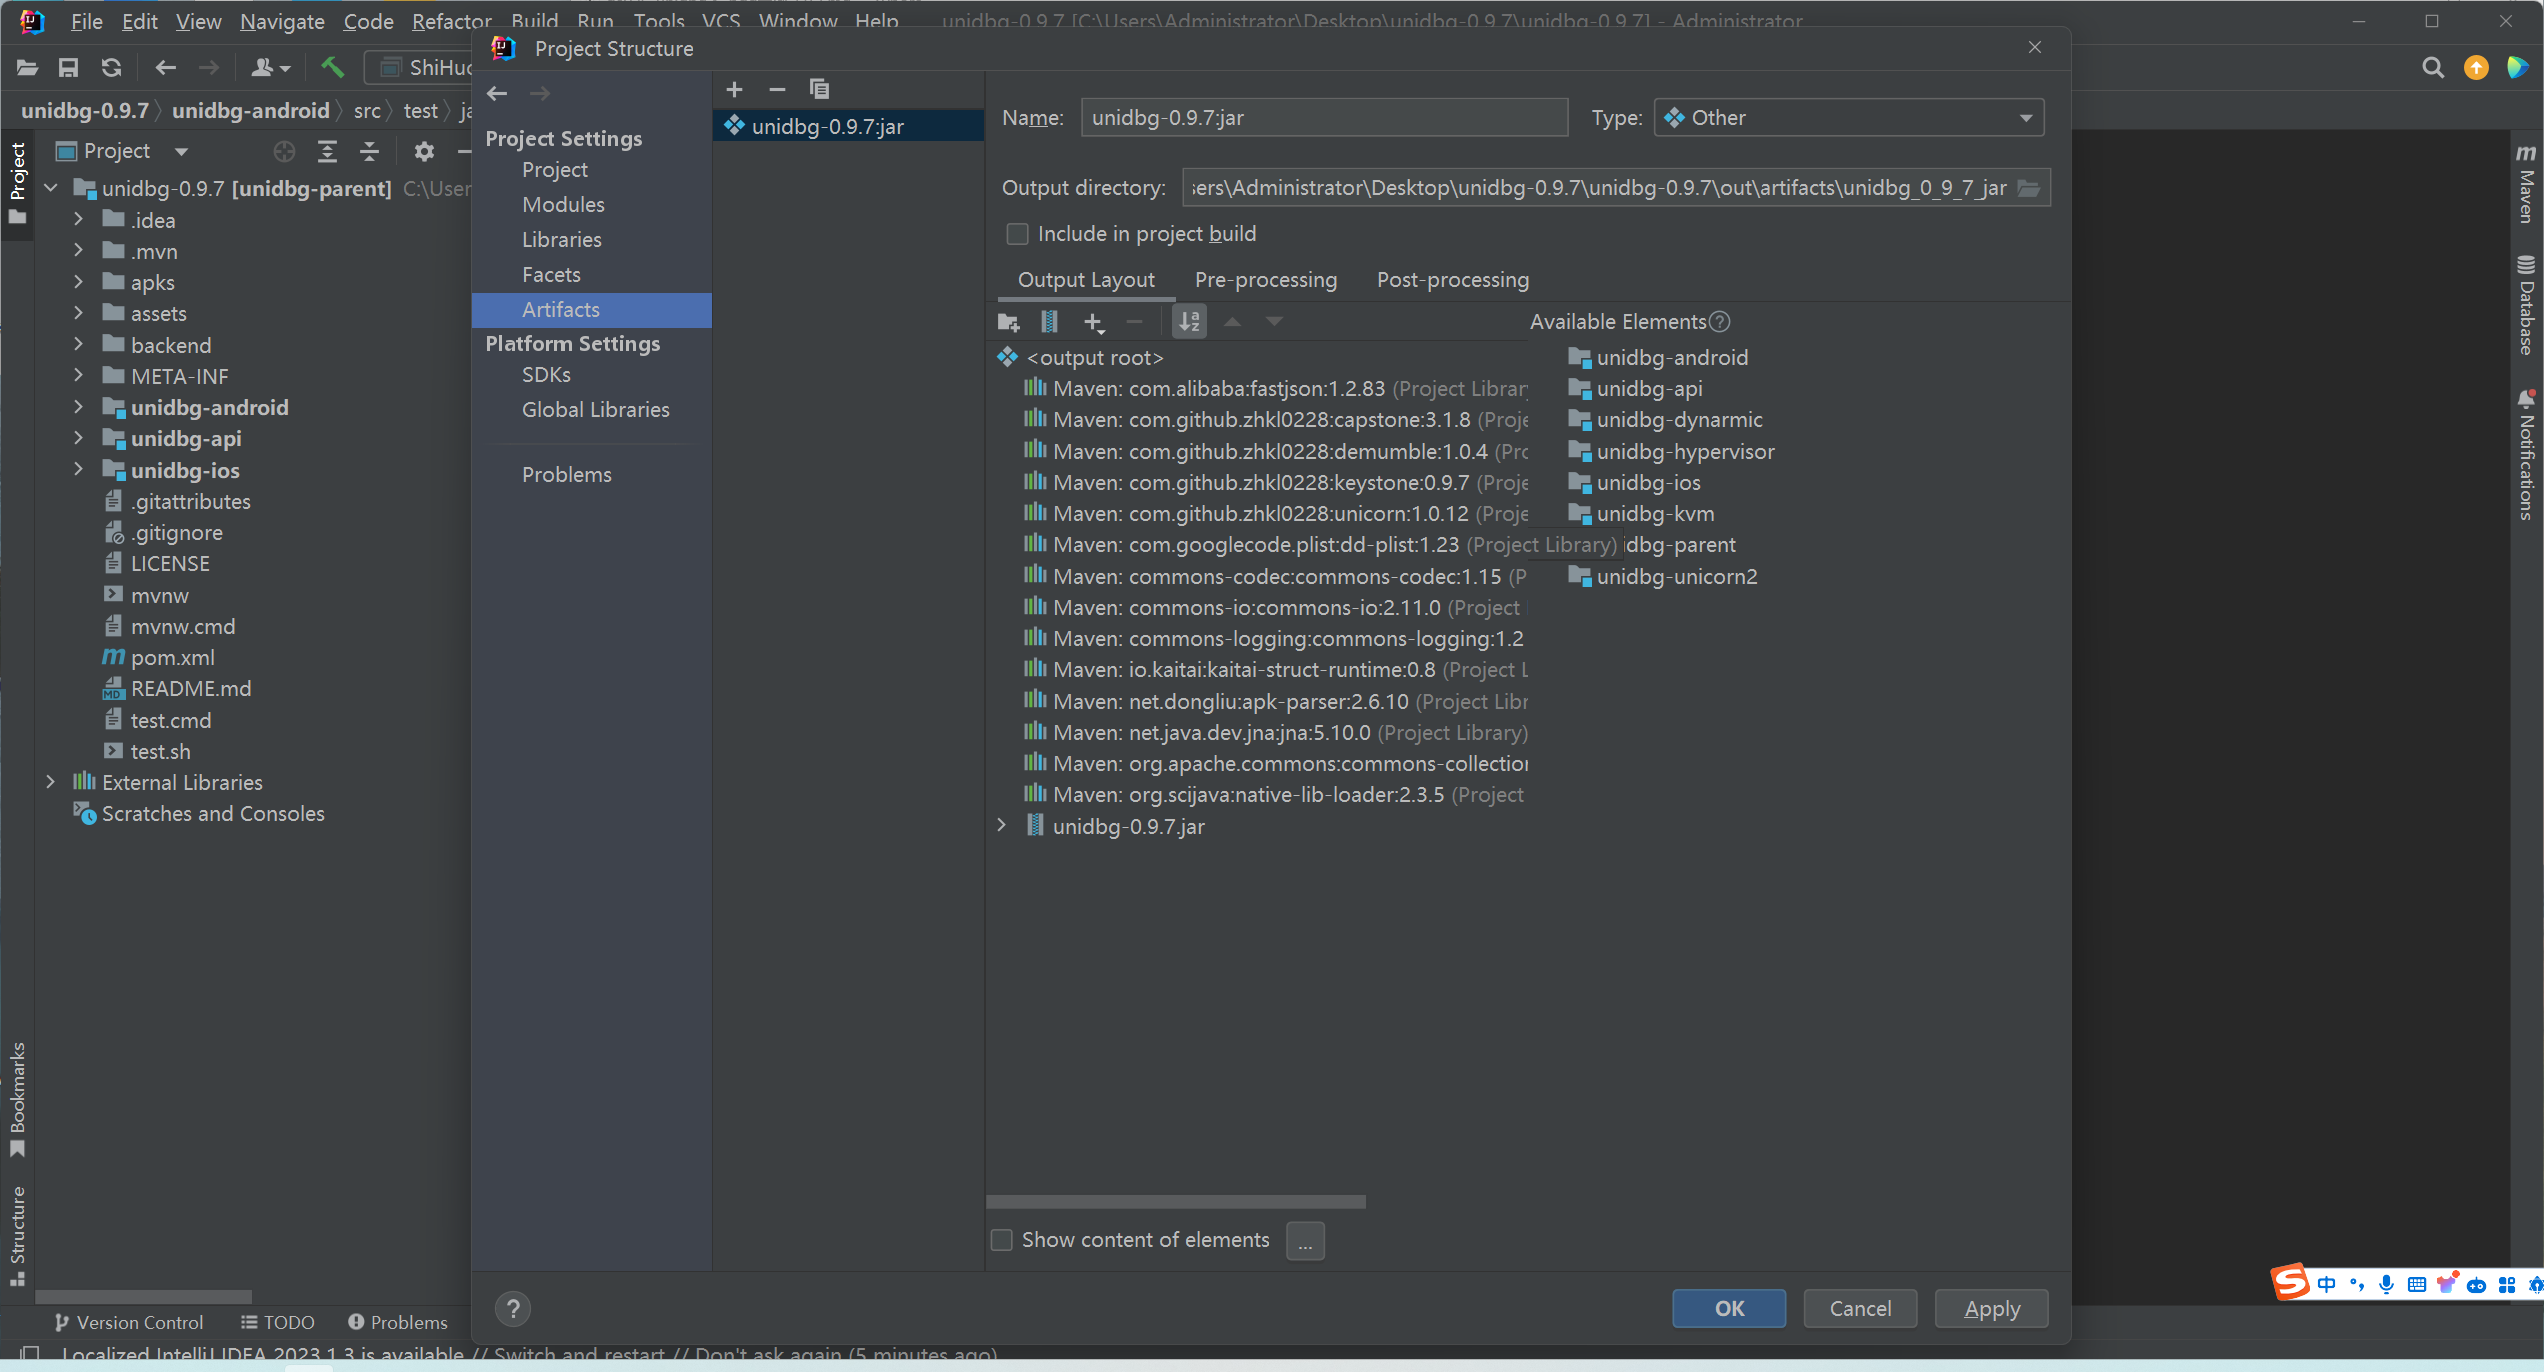 File Edit View Navigate Code Refactor Build Run Tools VCS Window Help unidbg-0.9.7 [C:\Users\Administrator\Desktop\unidbg-0.9.7\unidbg-0.9.7] - Administrator
ShiHuo
unidbg-0.9.7 unidbg-android src test ja
Project
Project
unidbg-0.9.7 [unidbg-parent] C:\User
.idea
.mvn
apks
assets
backend
META-INF
unidbg-android
unidbg-api
unidbg-ios
.gitattributes
.gitignore
LICENSE
mvnw
mvnw.cmd
pom.xml
README.md
test.cmd
test.sh
External Libraries
Scratches and Consoles
Bookmarks
Structure
Project Structure
Project Settings
Project
Modules
Libraries
Facets
Artifacts
Platform Settings
SDKs
Global Libraries
Problems
unidbg-0.9.7:jar
Name: unidbg-0.9.7:jar Type: Other
Output directory: sers\Administrator\Desktop\unidbg-0.9.7\unidbg-0.9.7\out\artifacts\unidbg_0_9_7_jar
Include in project build
Output Layout Pre-processing Post-processing
<output root>
Maven: com.alibaba:fastjson:1.2.83 (Project Library
Maven: com.github.zhkl0228:capstone:3.1.8 (Proje
Maven: com.github.zhkl0228:demumble:1.0.4 (Pro
Maven: com.github.zhkl0228:keystone:0.9.7 (Proje
Maven: com.github.zhkl0228:unicorn:1.0.12 (Proje
Maven: com.googlecode.plist:dd-plist:1.23 (Project Library)
Maven: commons-codec:commons-codec:1.15 (P
Maven: commons-io:commons-io:2.11.0 (Project
Maven: commons-logging:commons-logging:1.2
Maven: io.kaitai:kaitai-struct-runtime:0.8 (Project L
Maven: net.dongliu:apk-parser:2.6.10 (Project Libr
Maven: net.java.dev.jna:jna:5.10.0 (Project Library)
Maven: org.apache.commons:commons-collection
Maven: org.scijava:native-lib-loader:2.3.5 (Project
unidbg-0.9.7.jar
Available Elements ?
unidbg-android
unidbg-api
unidbg-dynarmic
unidbg-hypervisor
unidbg-ios
unidbg-kvm
idbg-parent
unidbg-unicorn2
Show content of elements ...
? OK Cancel Apply
Maven
Database
Notifications
中
Version Control TODO Problems
Localized IntelliJ IDEA 2023.1.3 is available // Switch and restart // Don't ask again (5 minutes ago)